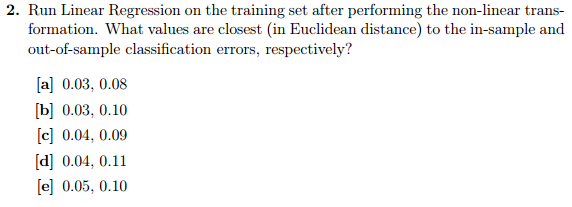 2. Run Linear Regression on the training set after performing the non-linear trans-
formation. What values are closest (in Euclidean distance) to the in-sample and
out-of-sample classification errors, respectively?
[a] 0.03, 0.08
[b] 0.03, 0.10
[c] 0.04, 0.09
[d] 0.04, 0.11
[e] 0.05, 0.10